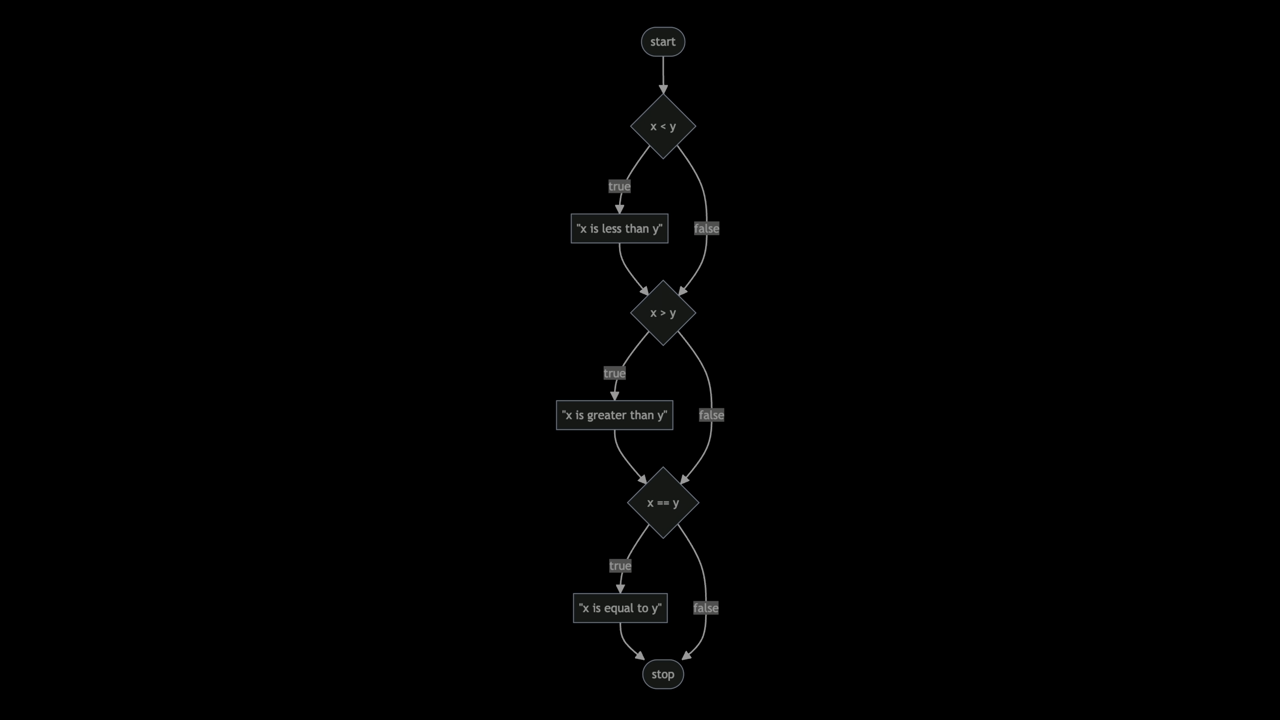 start
x < y
true
"x is less than y"
false
x > y
true
"x is greater than y"
false
x == y
true
"x is equal to y"
false
stop